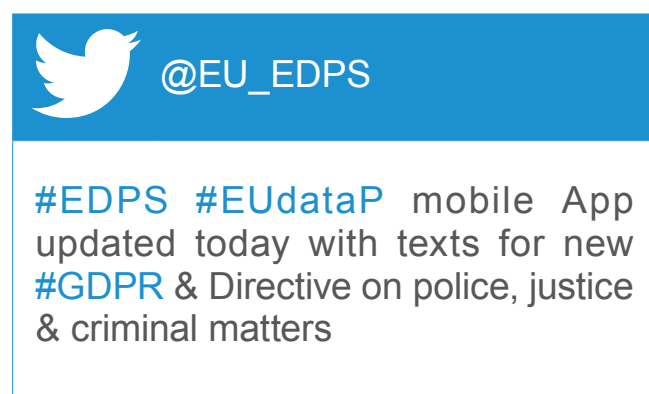 @EU_EDPS
#EDPS #EUdataP mobile App
updated today with texts for new
#GDPR & Directive on police, justice
& criminal matters